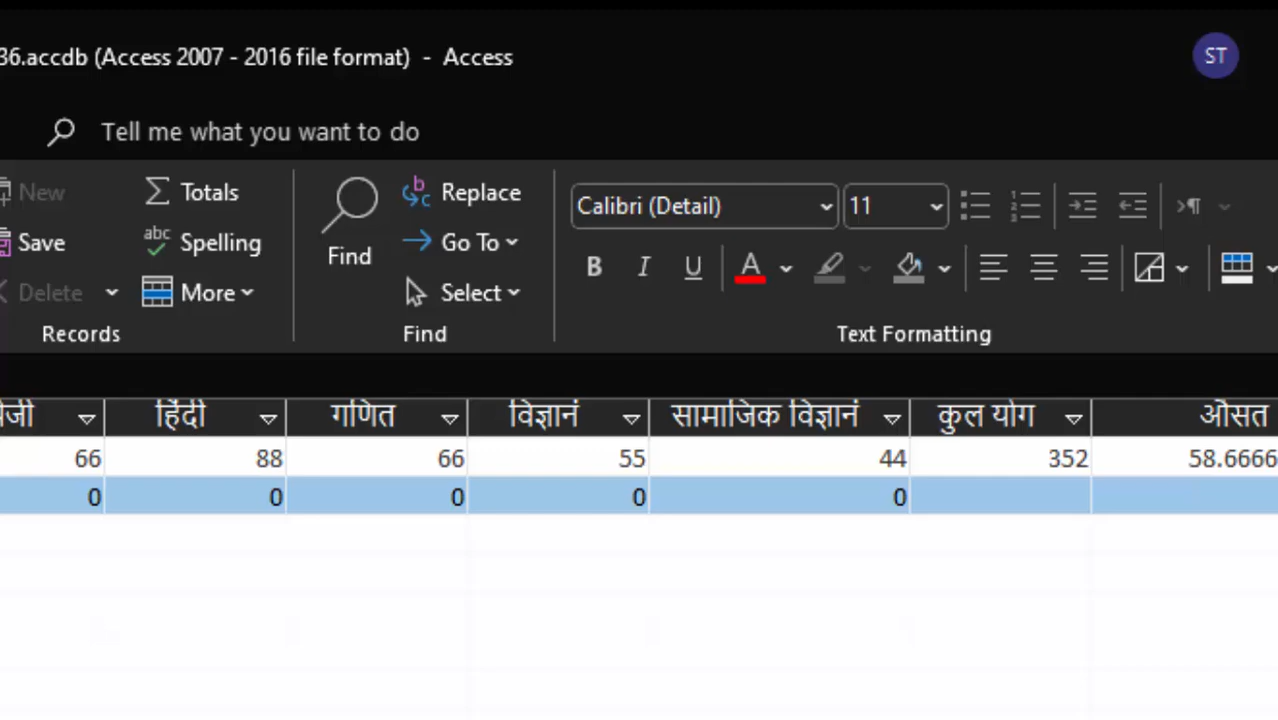 36.accdb (Access 2007 - 2016 file format) - Access ST
Tell me what you want to do
New Totals Replace Calibri (Detail) 11
Save abc Spelling Find Go To B I U A
Delete More Select
Records Find Text Formatting
हिंदी गणित विज्ञानं सामाजिक विज्ञानं कुल योग औसत
66 88 66 55 44 352 58.6666
0 0 0 0 0